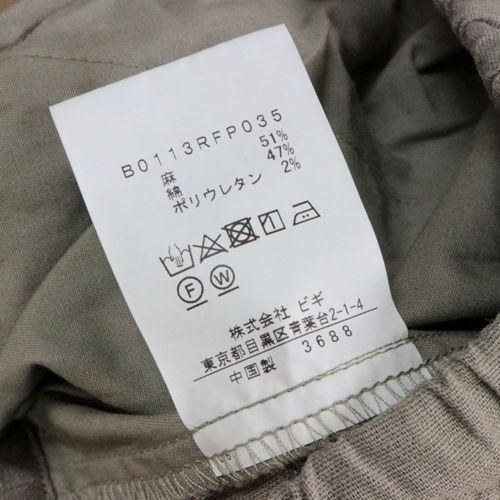 B0113RFP035
麻 51%
綿 47%
ポリウレタン 2%
F W
株式会社 ビギ
東京都目黒区青葉台2-1-4
中国製 3688